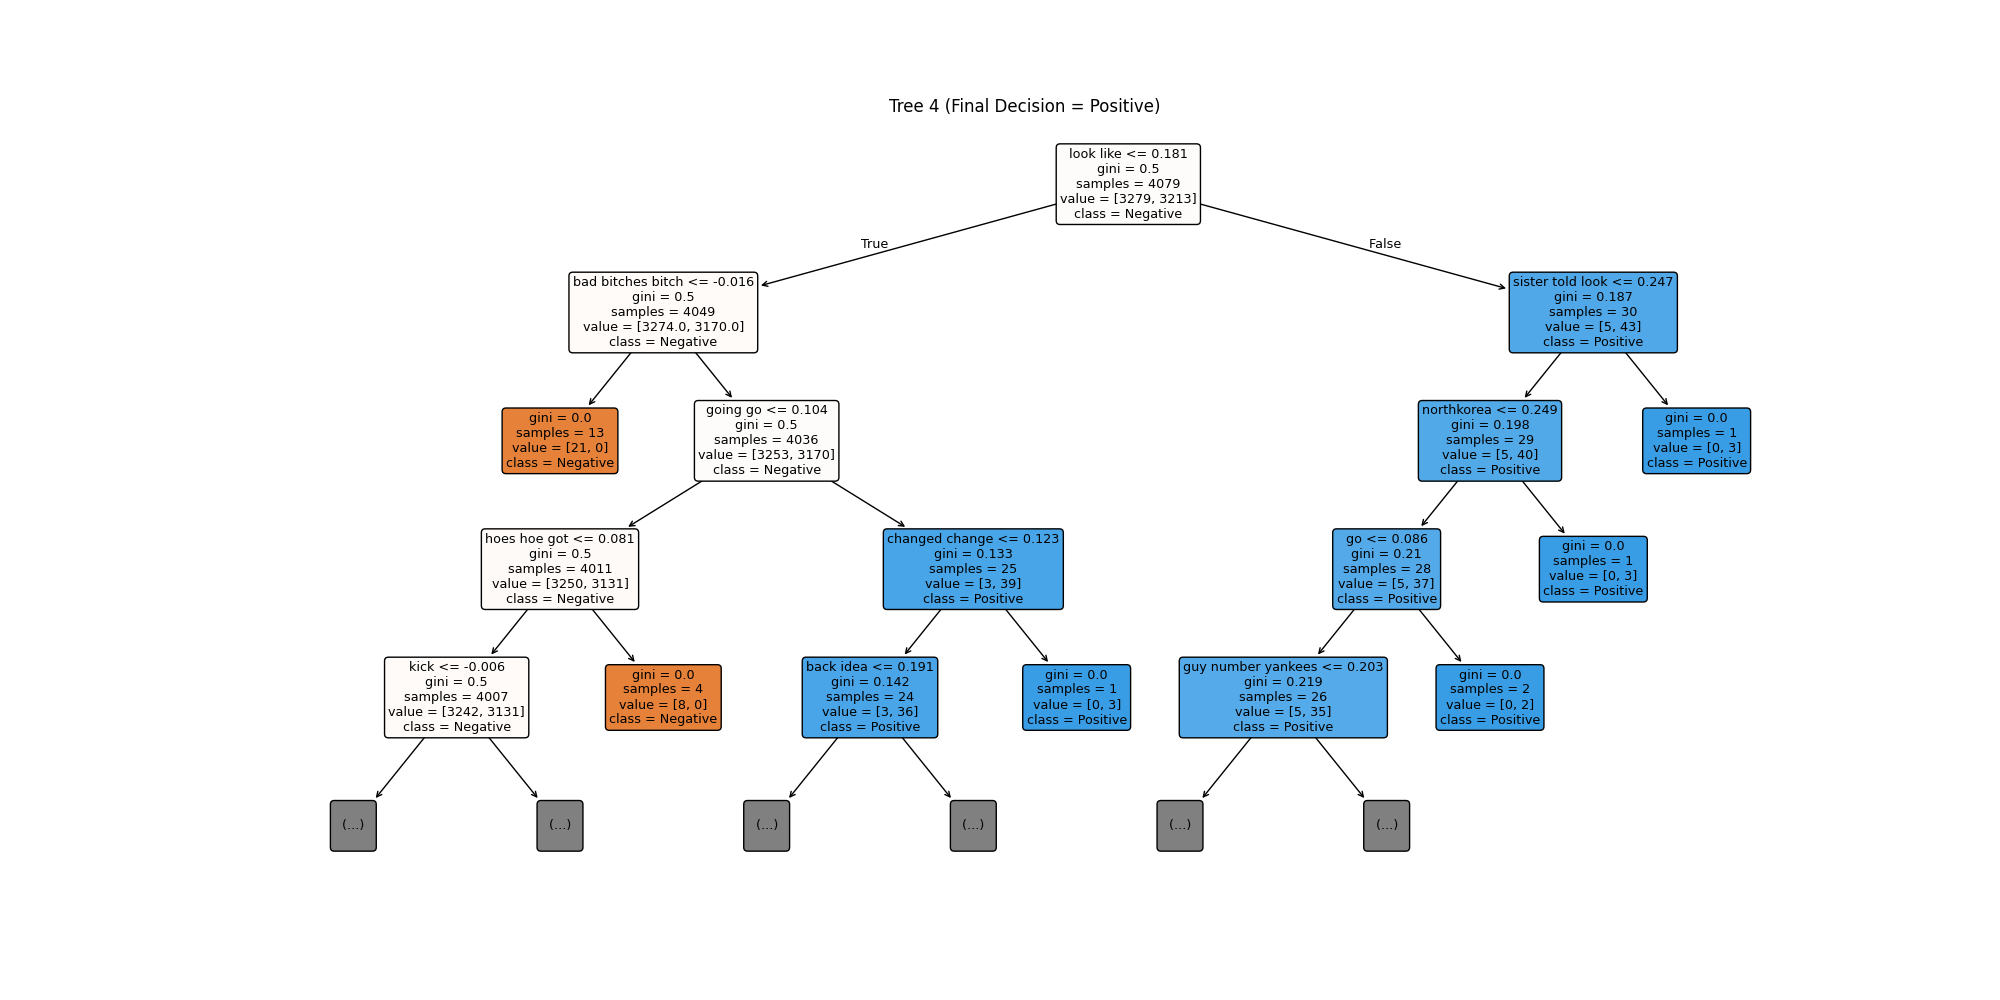 Tree 4 (Final Decision = Positive)
look like <= 0.181
gini = 0.5
samples = 4079
value = [3279, 3213]
class = Negative
True
False
bad bitches bitch <= -0.016
gini = 0.5
samples = 4049
value = [3274.0, 3170.0]
class = Negative
sister told look <= 0.247
gini = 0.187
samples = 30
value = [5, 43]
class = Positive
gini = 0.0
samples = 13
value = [21, 0]
class = Negative
going go <= 0.104
gini = 0.5
samples = 4036
value = [3253, 3170]
class = Negative
northkorea <= 0.249
gini = 0.198
samples = 29
value = [5, 40]
class = Positive
gini = 0.0
samples = 1
value = [0, 3]
class = Positive
hoes hoe got <= 0.081
gini = 0.5
samples = 4011
value = [3250, 3131]
class = Negative
changed change <= 0.123
gini = 0.133
samples = 25
value = [3, 39]
class = Positive
go <= 0.086
gini = 0.21
samples = 28
value = [5, 37]
class = Positive
gini = 0.0
samples = 1
value = [0, 3]
class = Positive
kick <= -0.006
gini = 0.5
samples = 4007
value = [3242, 3131]
class = Negative
gini = 0.0
samples = 4
value = [8, 0]
class = Negative
back idea <= 0.191
gini = 0.142
samples = 24
value = [3, 36]
class = Positive
gini = 0.0
samples = 1
value = [0, 3]
class = Positive
guy number yankees <= 0.203
gini = 0.219
samples = 26
value = [5, 35]
class = Positive
gini = 0.0
samples = 2
value = [0, 2]
class = Positive
(...)
(...)
(...)
(...)
(...)
(...)